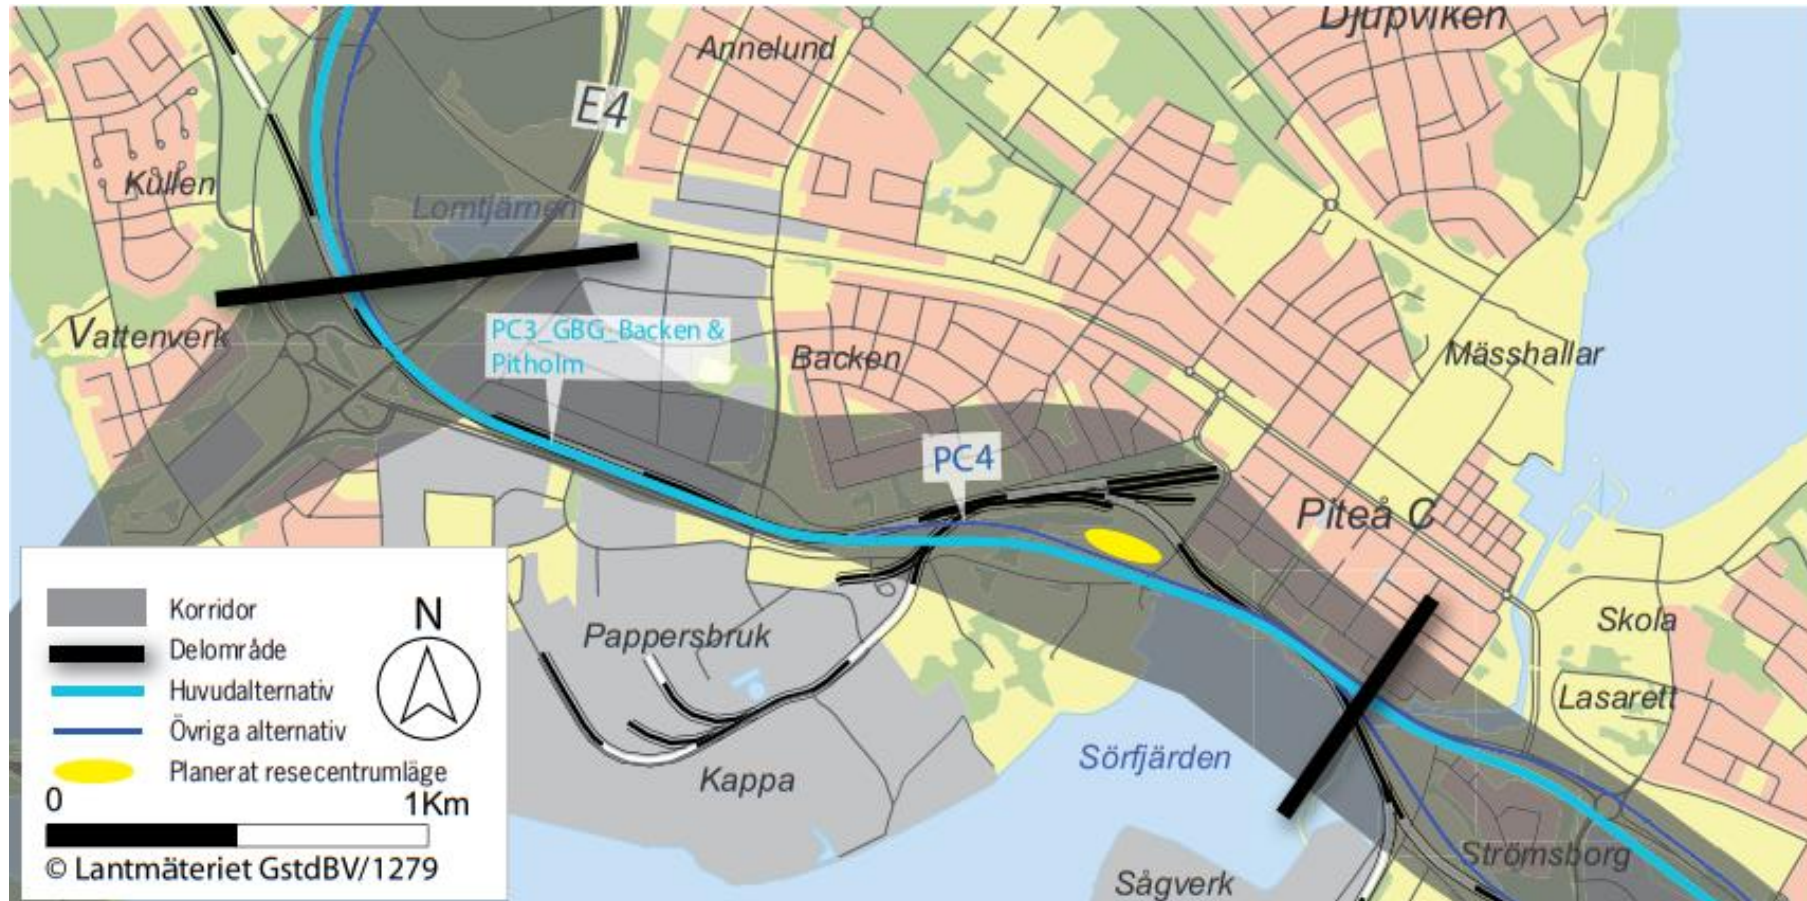 Djupviken
Annelund
E4
Kullen
Lomtjärnen
Vattenverk
PC3_GBG_Backen &
Pitholm
Backen
Mässhallar
PC4
Piteå C
Pappersbruk
Skola
Lasarett
Sörfjärden
Kappa
Strömsborg
Sågverk
Korridor
N
Delområde
Huvudalternativ
Övriga alternativ
Planerat resecentrumläge
0 1Km
© Lantmäteriet GstdBV/1279